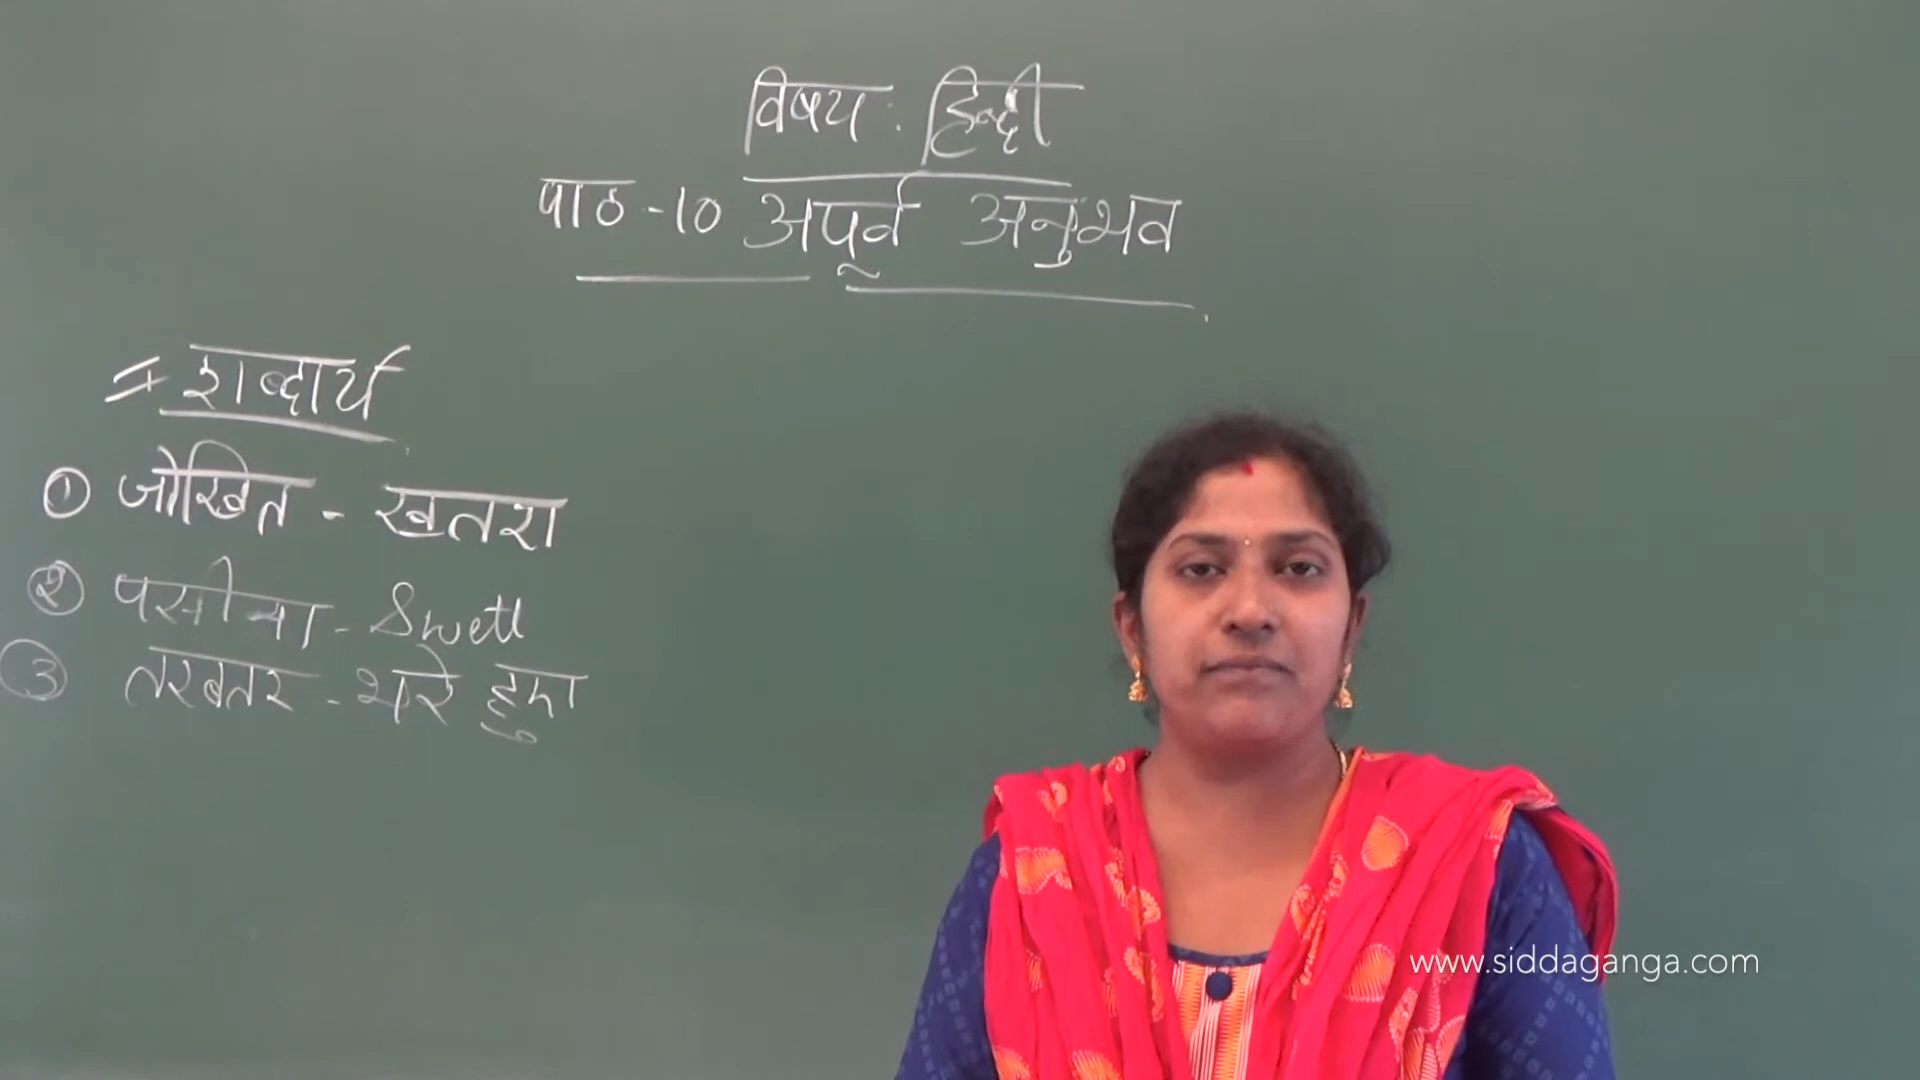 विषय : हिन्दी
पाठ - 10 अपूर्व अनुभव
= शब्दार्थ
① जोखित - खतरा
② पसीना - Swett
③ तरबतर - भरे हुए
www.siddaganga.com